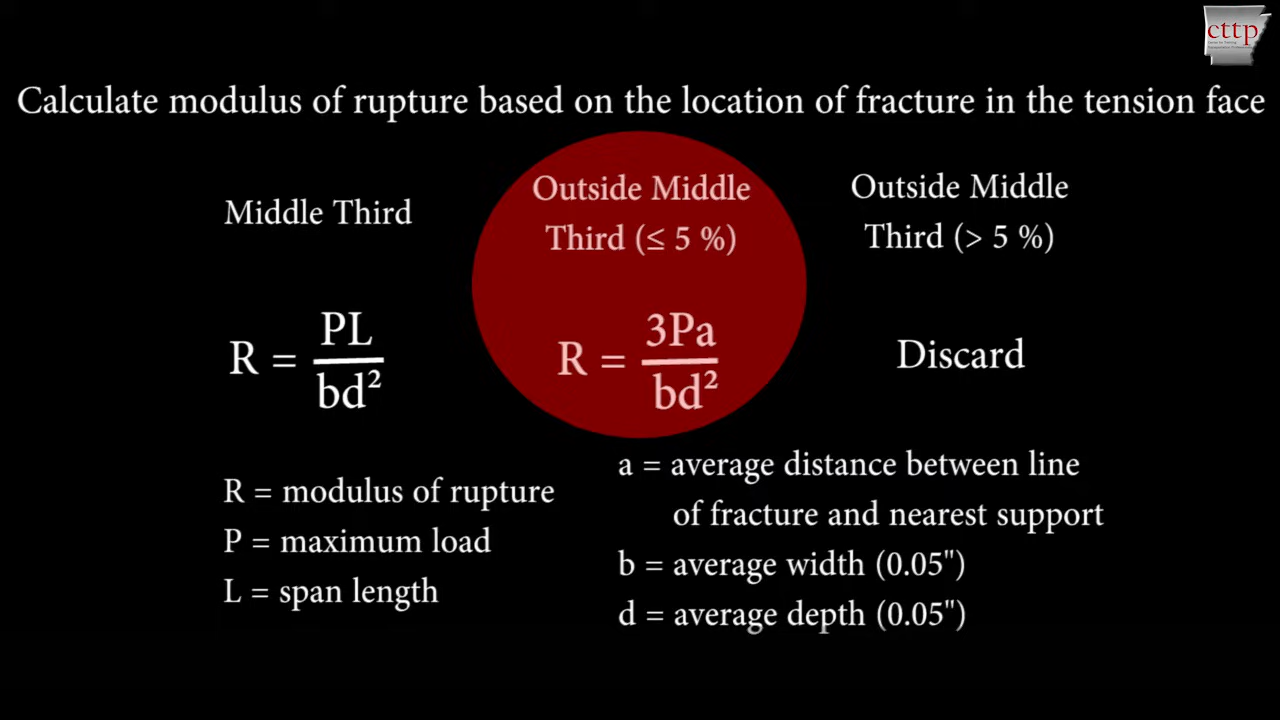 cttp
Calculate modulus of rupture based on the location of fracture in the tension face
Middle Third
Outside Middle
Third (≤ 5 %)
Outside Middle
Third (> 5 %)
R = PL
bd²
R = 3Pa
bd²
Discard
R = modulus of rupture
P = maximum load
L = span length
a = average distance between line
of fracture and nearest support
b = average width (0.05")
d = average depth (0.05")